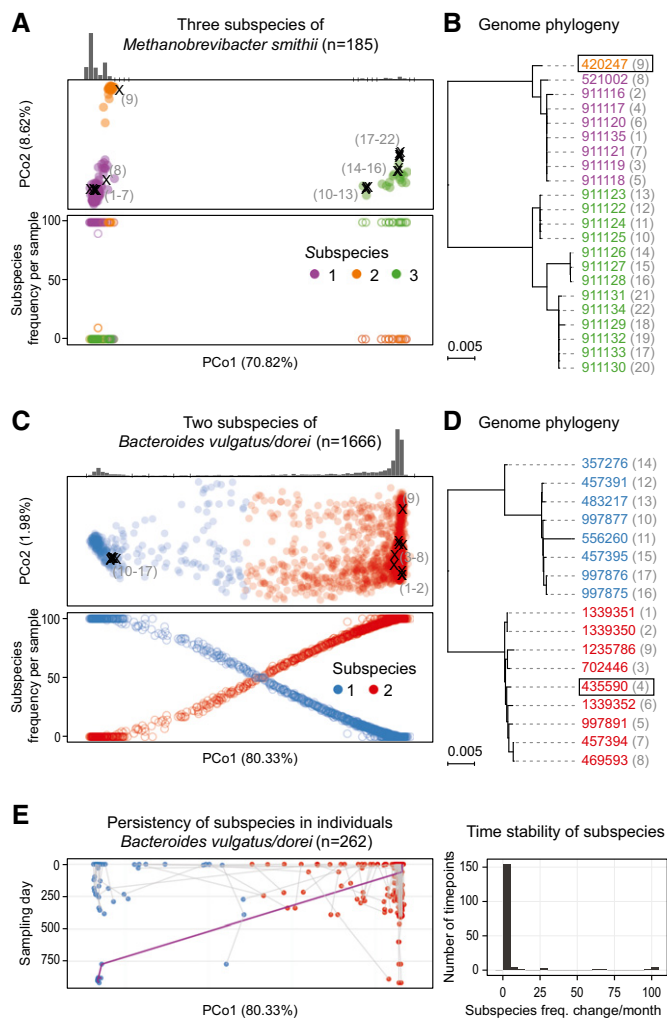 A
Three subspecies of
Methanobrevibacter smithii (n=185)
PCo2 (8.62%)
(9)
(8)
(1-7)
(17-22)
(14-16)
(10-13)
Subspecies
frequency per sample
100
50
0
Subspecies
1 2 3
PCo1 (70.82%)
B
Genome phylogeny
420247 (9)
521002 (8)
911116 (2)
911117 (4)
911120 (6)
911135 (1)
911121 (7)
911119 (3)
911118 (5)
911123 (13)
911122 (12)
911124 (11)
911125 (10)
911126 (14)
911127 (15)
911128 (16)
911131 (21)
911134 (22)
911129 (18)
911132 (19)
911133 (17)
911130 (20)
0.005
C
Two subspecies of
Bacteroides vulgatus/dorei (n=1666)
PCo2 (1.98%)
(9)
(3-8)
(10-17)
(1-2)
Subspecies
frequency per sample
100
50
0
Subspecies
1 2
PCo1 (80.33%)
D
Genome phylogeny
357276 (14)
457391 (12)
483217 (13)
997877 (10)
556260 (11)
457395 (15)
997876 (17)
997875 (16)
1339351 (1)
1339350 (2)
1235786 (9)
702446 (3)
435590 (4)
1339352 (6)
997891 (5)
457394 (7)
469593 (8)
0.005
E
Persistency of subspecies in individuals
Bacteroides vulgatus/dorei (n=262)
Sampling day
0
250
500
750
PCo1 (80.33%)
Time stability of subspecies
Number of timepoints
150
100
50
0
0 25 50 75 100
Subspecies freq. change/month